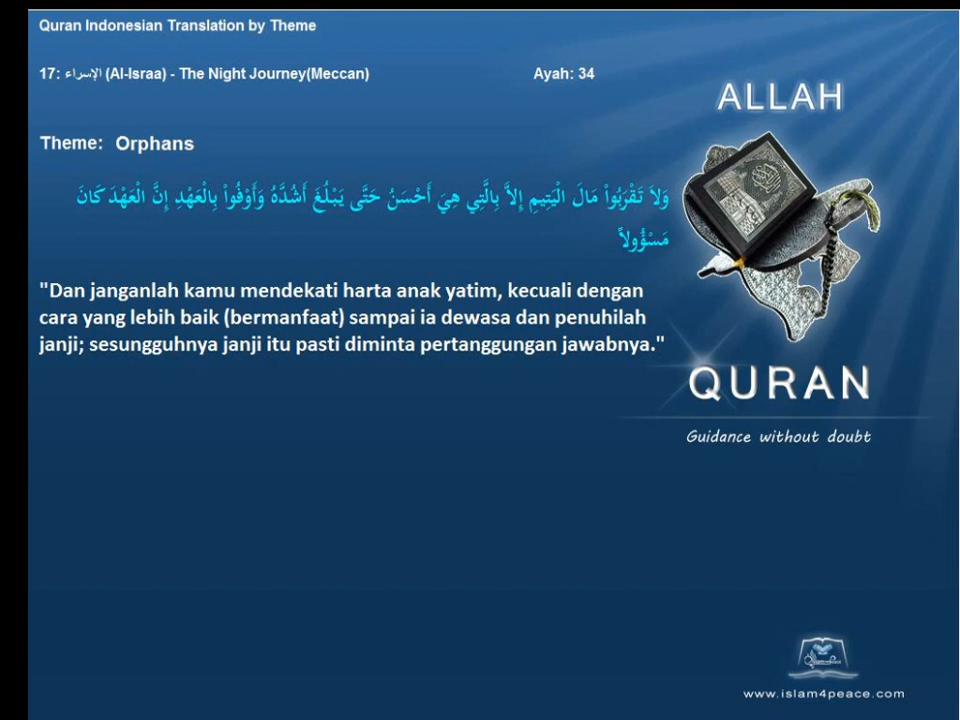 Quran Indonesian Translation by Theme
17: الإسراء (Al-Israa) - The Night Journey(Meccan) Ayah: 34
ALLAH
Theme: Orphans
وَلاَ تَقْرَبُواْ مَالَ الْيَتِيمِ إِلاَّ بِالَّتِي هِيَ أَحْسَنُ حَتَّى يَبْلُغَ أَشُدَّهُ وَأَوْفُواْ بِالْعَهْدِ إِنَّ الْعَهْدَ كَانَ
مَسْؤُولاً
"Dan janganlah kamu mendekati harta anak yatim, kecuali dengan
cara yang lebih baik (bermanfaat) sampai ia dewasa dan penuhilah
janji; sesungguhnya janji itu pasti diminta pertanggungan jawabnya."
QURAN
Guidance without doubt
www.islam4peace.com